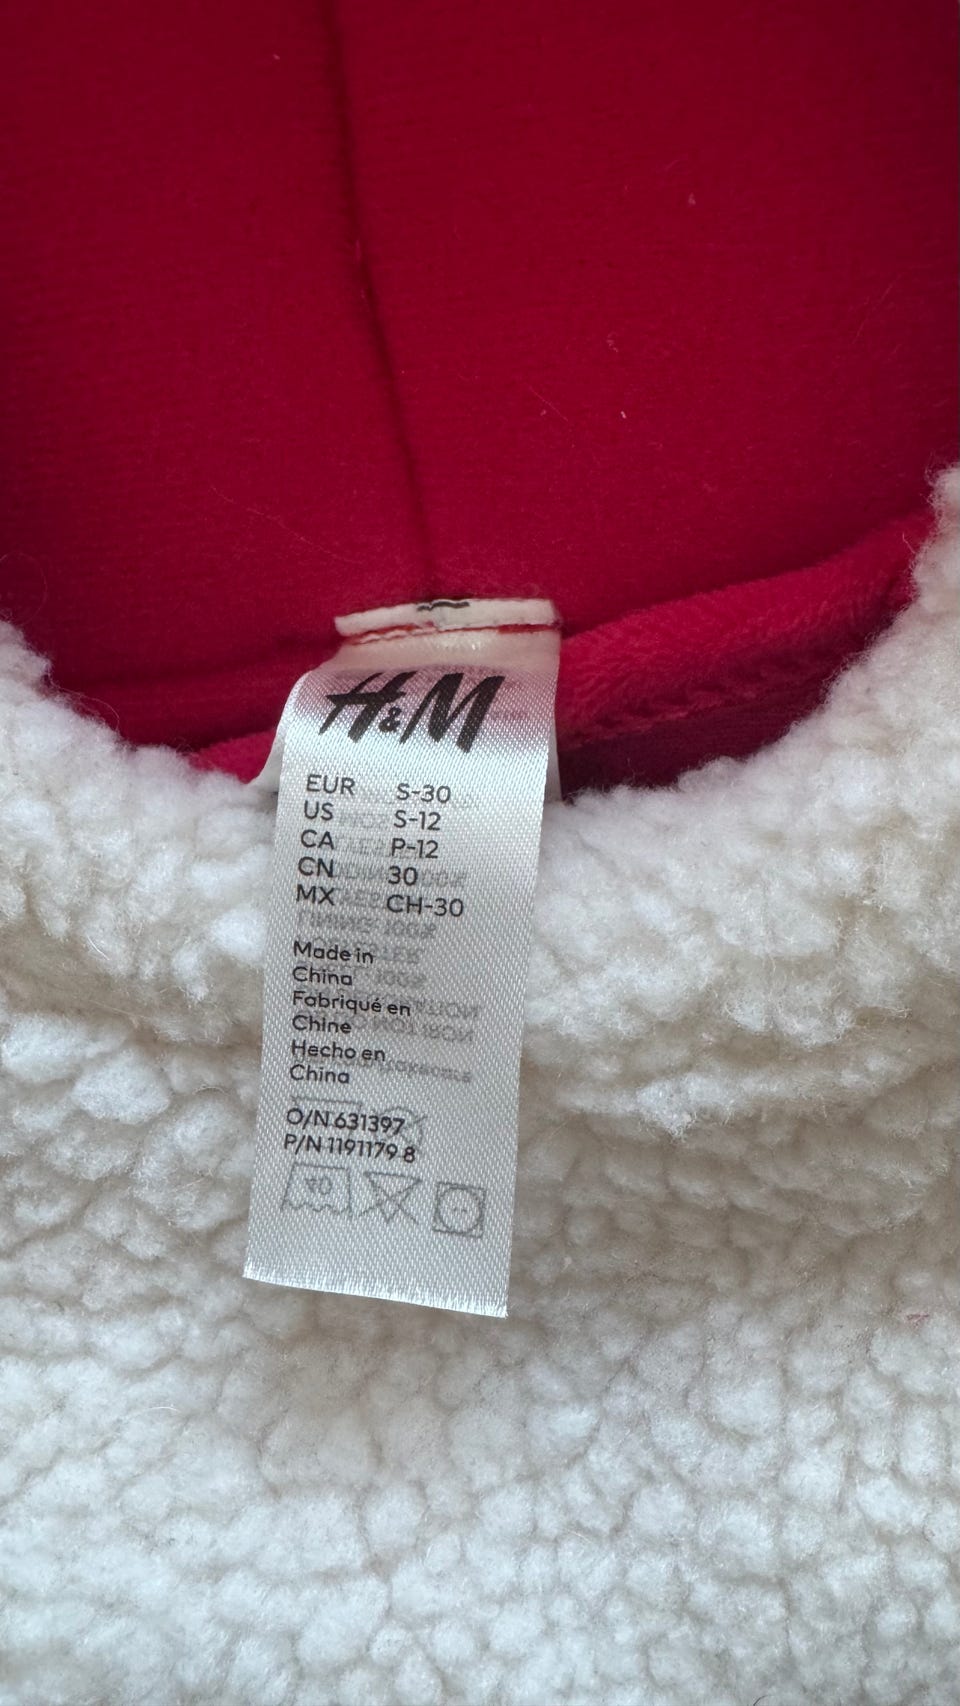 H&M
EUR S-30
US S-12
CA P-12
CN 30
MX CH-30
Made in
China
Fabriqué en
Chine
Hecho en
China
O/N 631397
P/N 1191179 8
40